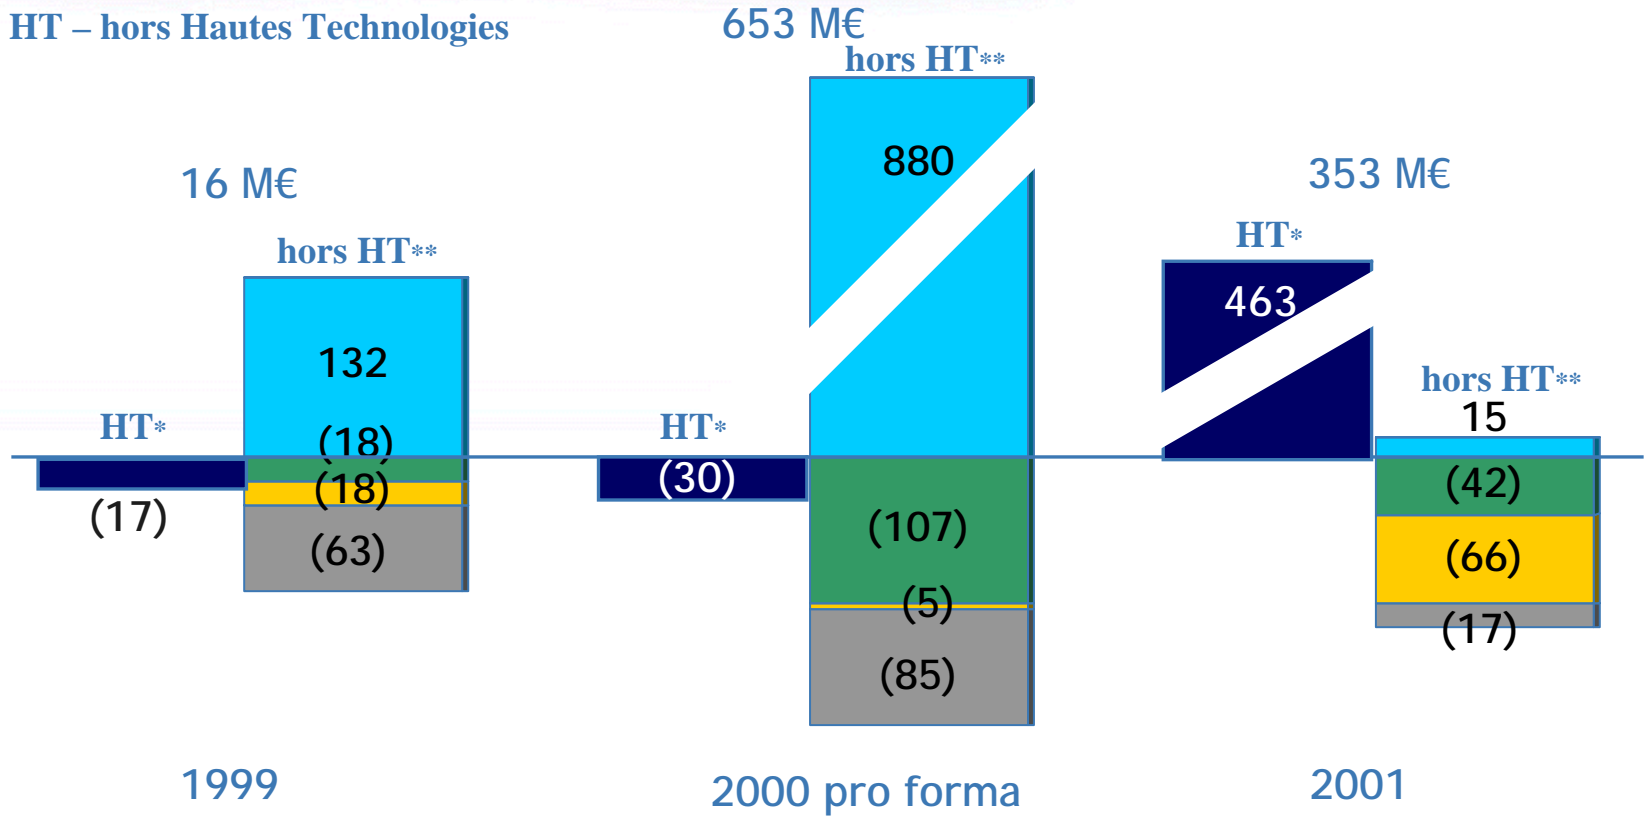 HT – hors Hautes Technologies
653 M€
hors HT**
880
16 M€
353 M€
HT*
hors HT**
463
132
hors HT**
15
HT*
HT*
(18)
(30)
(42)
(18)
(17)
(107)
(63)
(66)
(5)
(17)
(85)
1999
2000 pro forma
2001